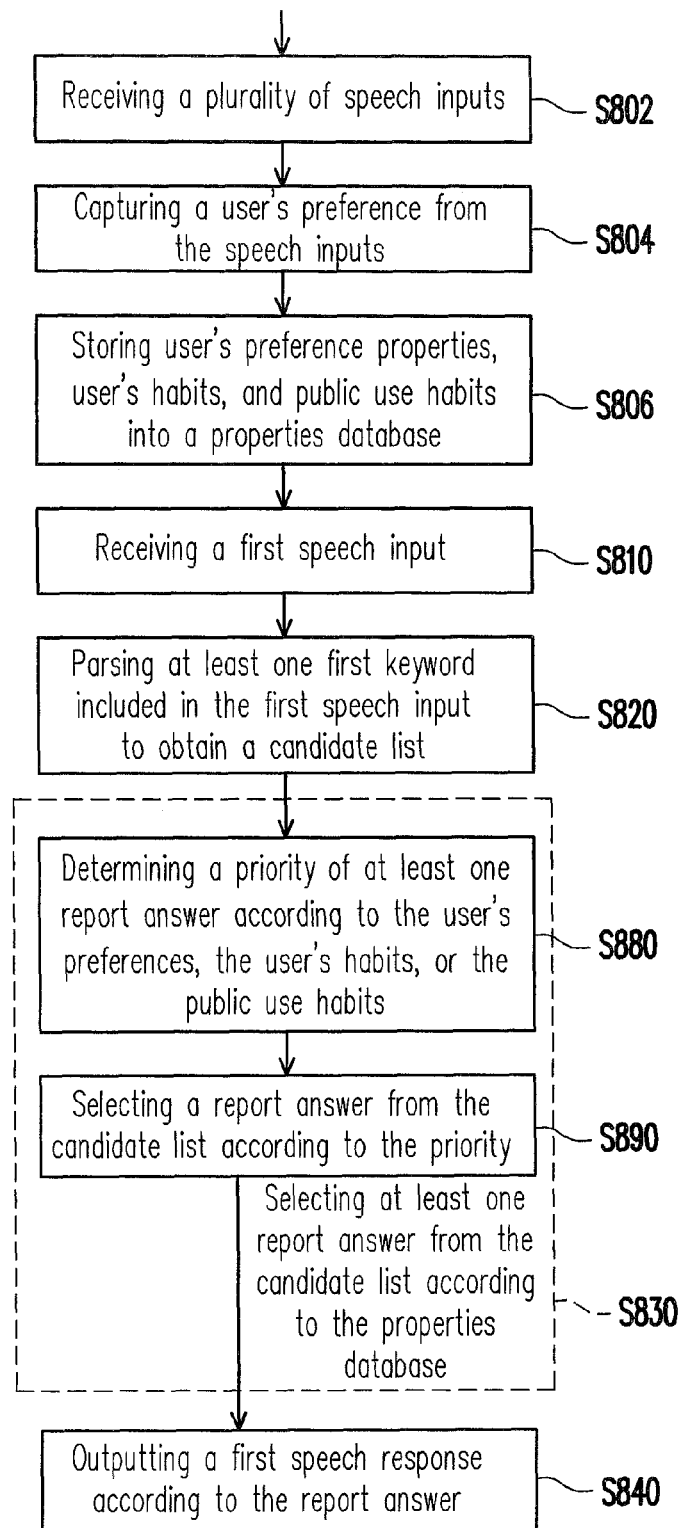 Receiving a plurality of speech inputs
S802
Capturing a user's preference from
the speech inputs
S804
Storing user's preference properties,
user's habits, and public use habits
into a properties database
S806
Receiving a first speech input
S810
Parsing at least one first keyword
included in the first speech input
to obtain a candidate list
S820
Determining a priority of at least one
report answer according to the user's
preferences, the user's habits, or the
public use habits
S880
Selecting a report answer from the
candidate list according to the priority
S890
Selecting at least one
report answer from the
candidate list according
to the properties
database
S830
Outputting a first speech response
according to the report answer
S840